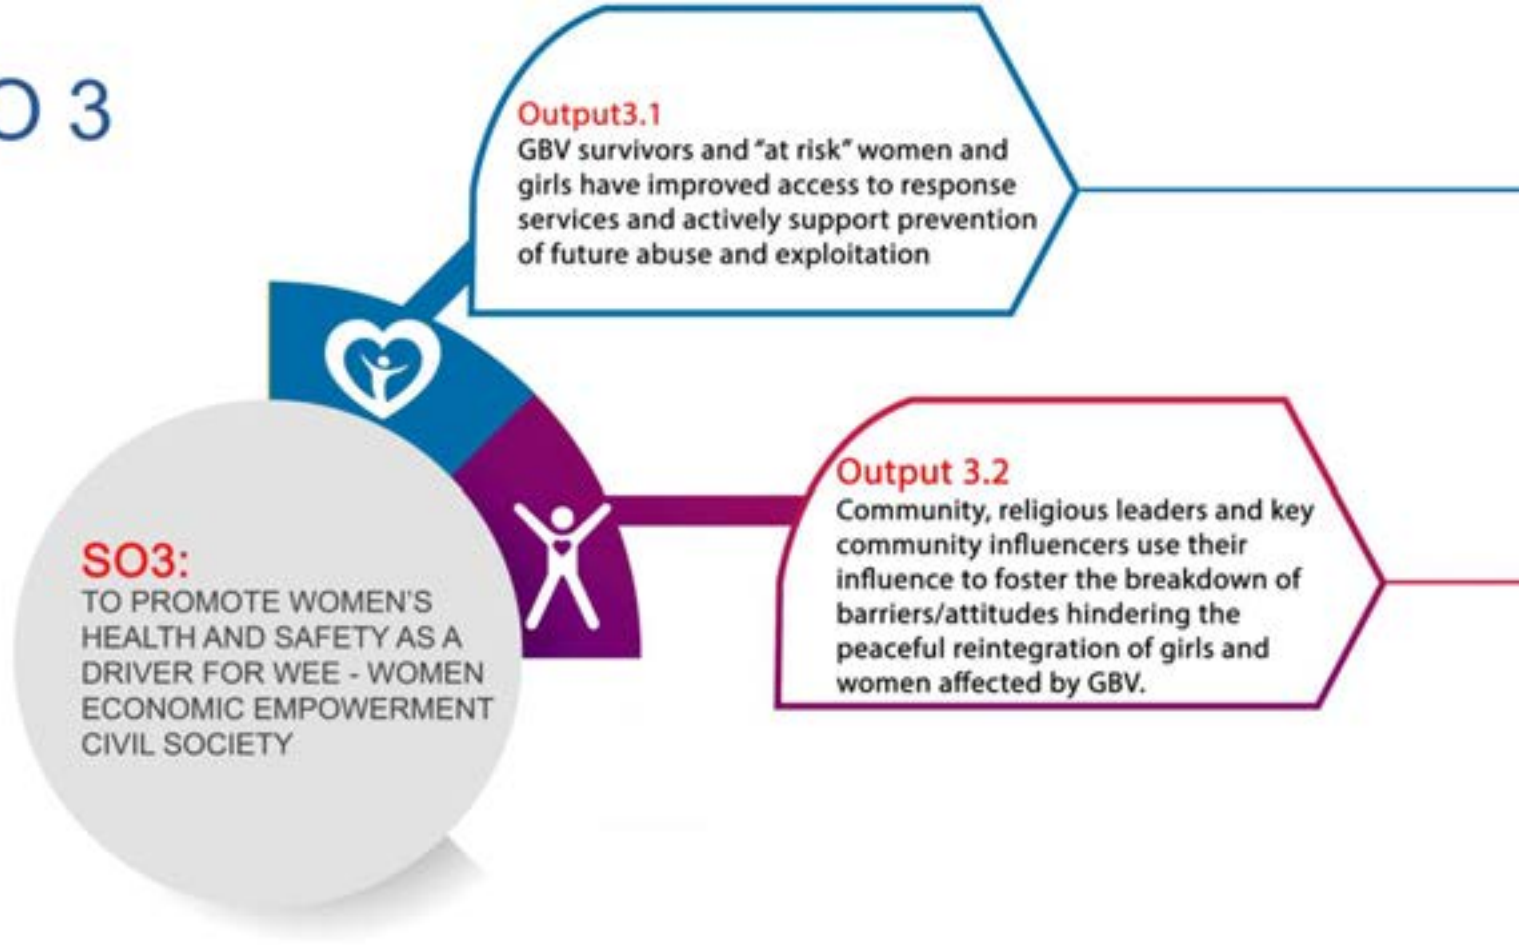 O 3
Output3.1
GBV survivors and "at risk" women and
girls have improved access to response
services and actively support prevention
of future abuse and exploitation
Output 3.2
Community, religious leaders and key
community influencers use their
influence to foster the breakdown of
barriers/attitudes hindering the
peaceful reintegration of girls and
women affected by GBV.
SO3:
TO PROMOTE WOMEN'S
HEALTH AND SAFETY AS A
DRIVER FOR WEE - WOMEN
ECONOMIC EMPOWERMENT
CIVIL SOCIETY